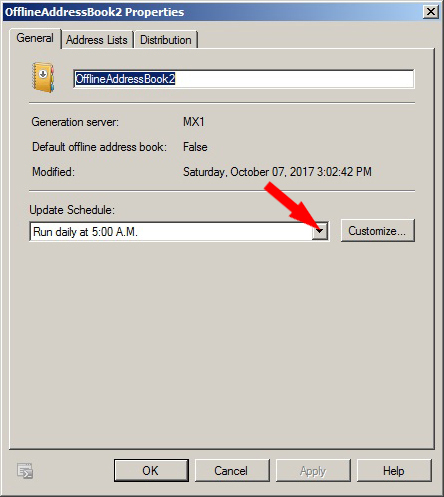 OfflineAddressBook2 Properties
General Address Lists Distribution
OfflineAddressBook2
Generation server: MX1
Default offline address book: False
Modified: Saturday, October 07, 2017 3:02:42 PM
Update Schedule:
Run daily at 5:00 A.M. Customize...
OK Cancel Apply Help